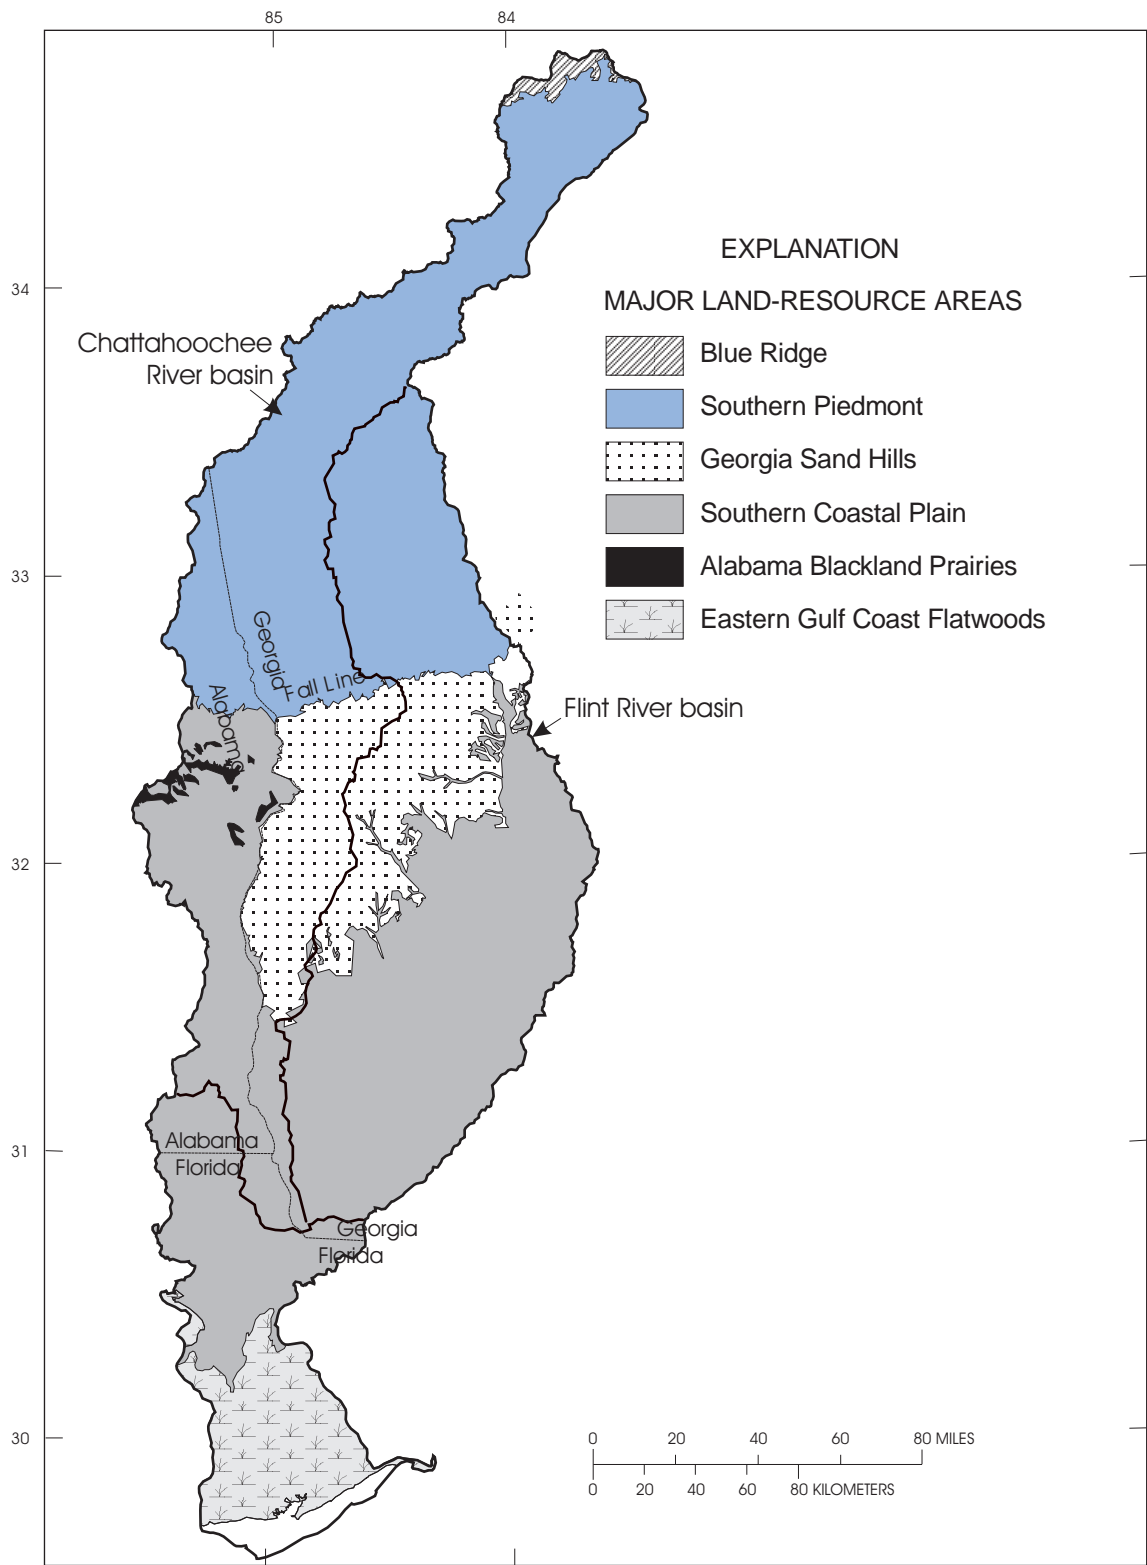 85
84
34
33
32
31
30
EXPLANATION
MAJOR LAND-RESOURCE AREAS
Blue Ridge
Southern Piedmont
Georgia Sand Hills
Southern Coastal Plain
Alabama Blackland Prairies
Eastern Gulf Coast Flatwoods
Chattahoochee
River basin
Georgia
Alabama
Fall Line
Flint River basin
Alabama
Florida
Georgia
Florida
0 20 40 60 80 MILES
0 20 40 60 80 KILOMETERS